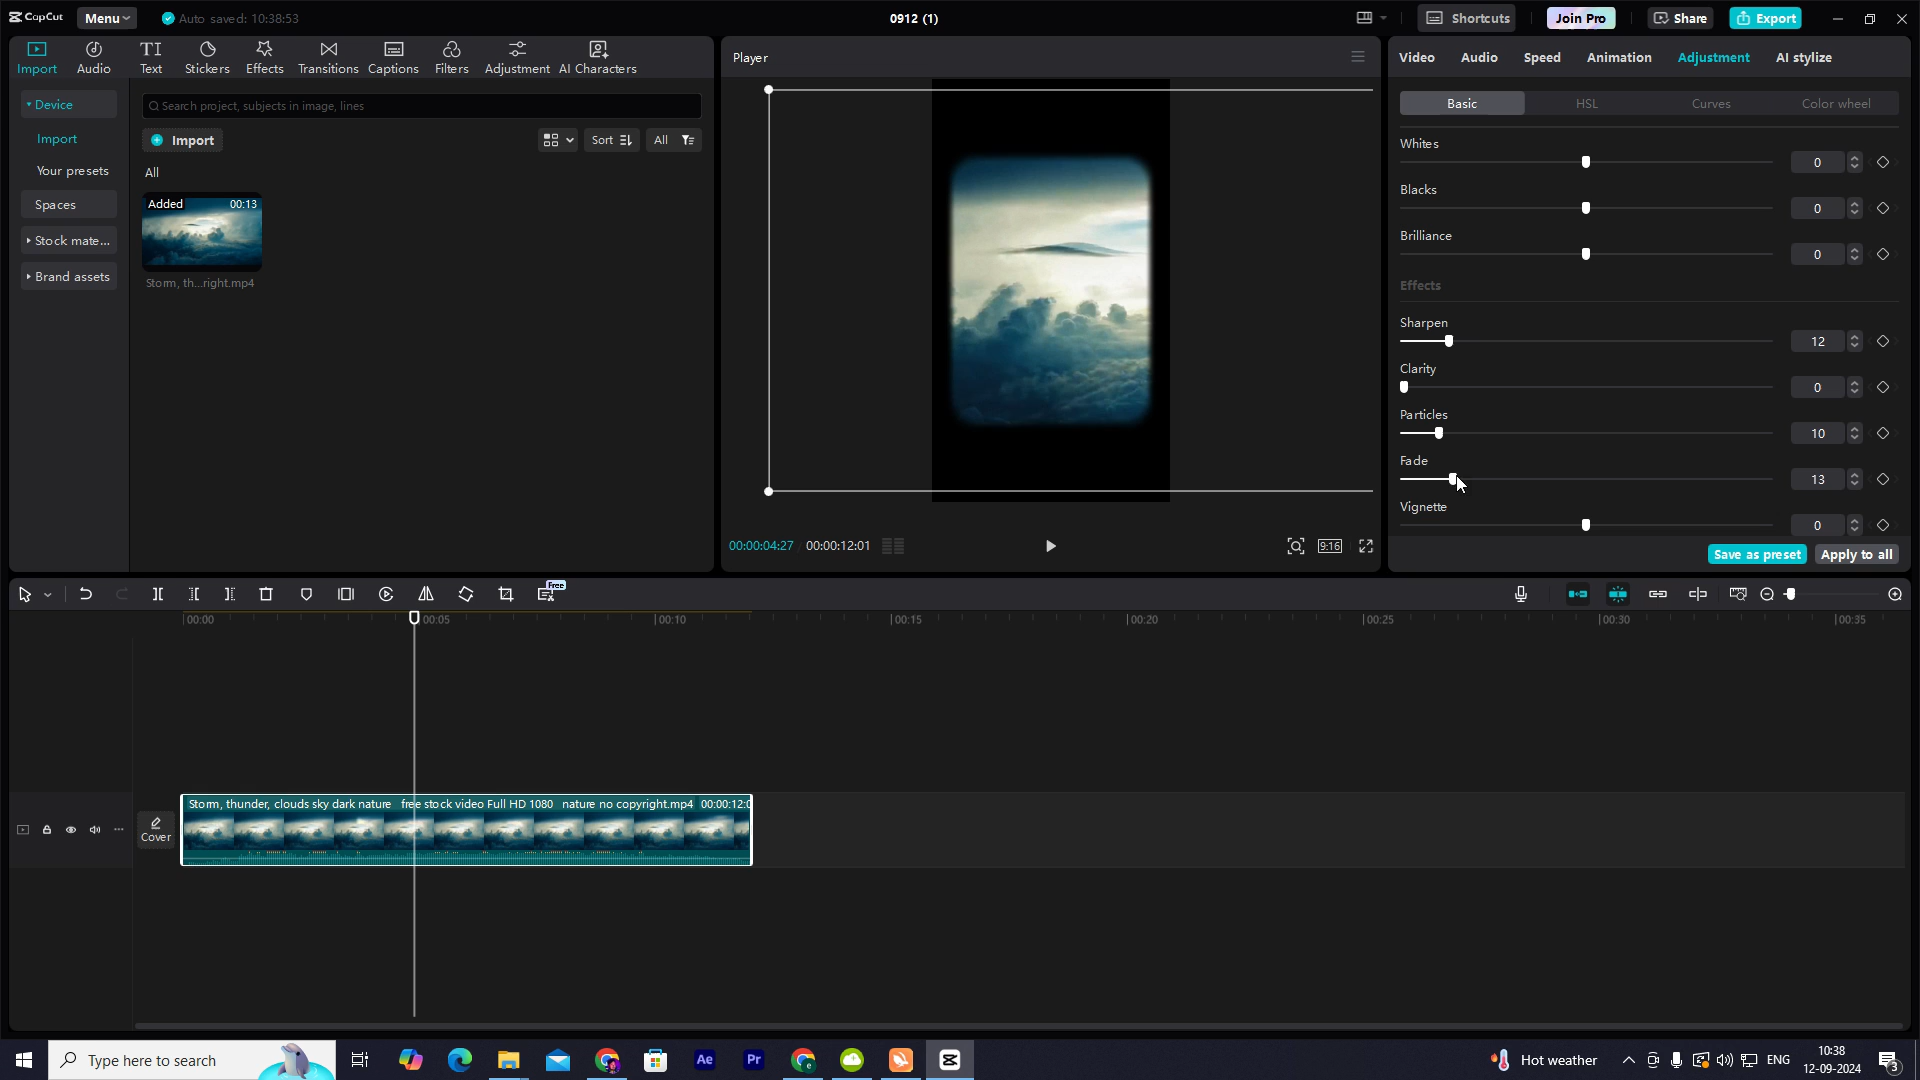 CapCut Menu Auto saved: 10:38:53 0912 (1) Shortcuts Join Pro Share Export
Import Audio Text Stickers Effects Transitions Captions Filters Adjustment AI Characters
TI
Device
Import
Your presets
Spaces
Stock mate...
Brand assets
Search project, subjects in image, lines
Import Sort All
All
Added 00:13
Storm, th...right.mp4
Player
00:00:04:27 00:00:12:01 9:16
Video Audio Speed Animation Adjustment AI stylize
Basic HSL Curves Color wheel
Whites
0
Blacks
0
Brilliance
0
Effects
Sharpen
12
Clarity
0
Particles
10
Fade
13
Vignette
0
Save as preset Apply to all
Free
00:00 00:05 00:10 00:15 00:20 00:25 00:30 00:35
Storm, thunder, clouds sky dark nature free stock video Full HD 1080 nature no copyright.mp4 00:00:12:0
Cover
Type here to search Ae Pr Hot weather ENG 10:38
12-09-2024
3